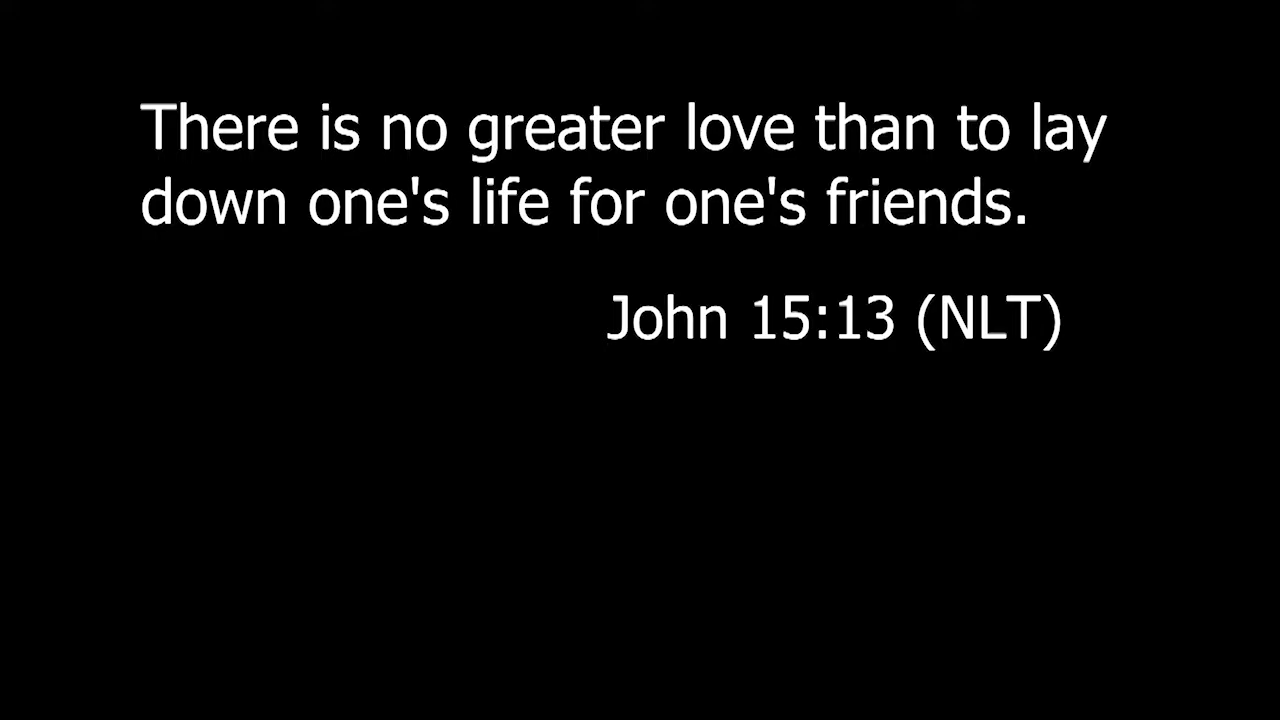 There is no greater love than to lay
down one's life for one's friends.
John 15:13 (NLT)